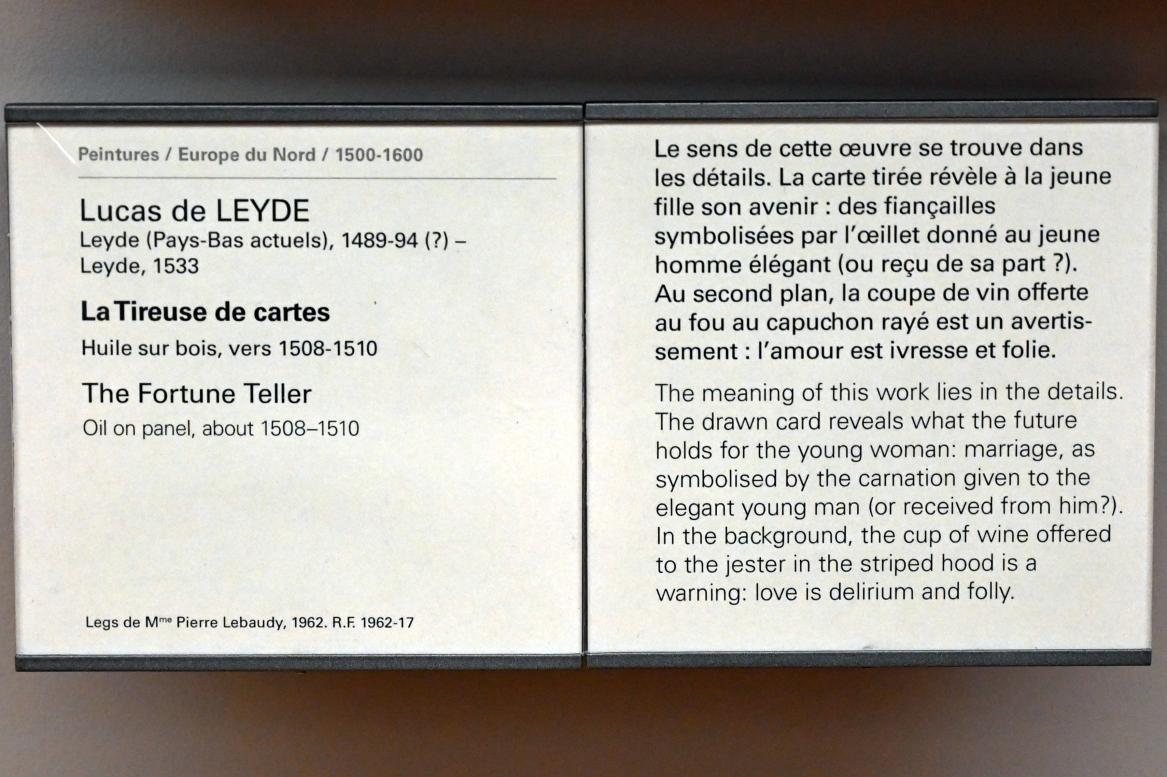 Peintures / Europe du Nord / 1500-1600
Lucas de LEYDE
Leyde (Pays-Bas actuels), 1489-94 (?) –
Leyde, 1533
La Tireuse de cartes
Huile sur bois, vers 1508-1510
The Fortune Teller
Oil on panel, about 1508–1510
Legs de Mme Pierre Lebaudy, 1962. R.F. 1962-17
Le sens de cette œuvre se trouve dans
les détails. La carte tirée révèle à la jeune
fille son avenir : des fiançailles
symbolisées par l’œillet donné au jeune
homme élégant (ou reçu de sa part ?).
Au second plan, la coupe de vin offerte
au fou au capuchon rayé est un avertis-
sement : l’amour est ivresse et folie.
The meaning of this work lies in the details.
The drawn card reveals what the future
holds for the young woman: marriage, as
symbolised by the carnation given to the
elegant young man (or received from him?).
In the background, the cup of wine offered
to the jester in the striped hood is a
warning: love is delirium and folly.